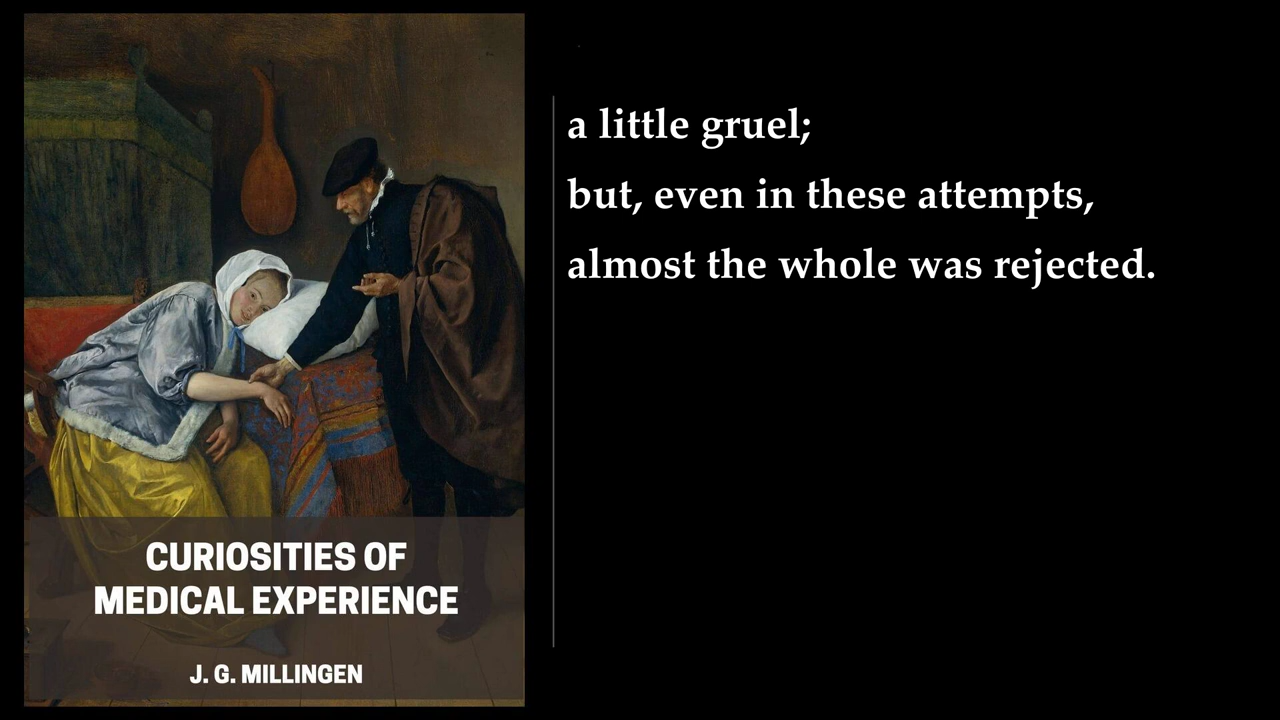 a little gruel;
but, even in these attempts,
almost the whole was rejected.
CURIOSITIES OF
MEDICAL EXPERIENCE
J. G. MILLINGEN